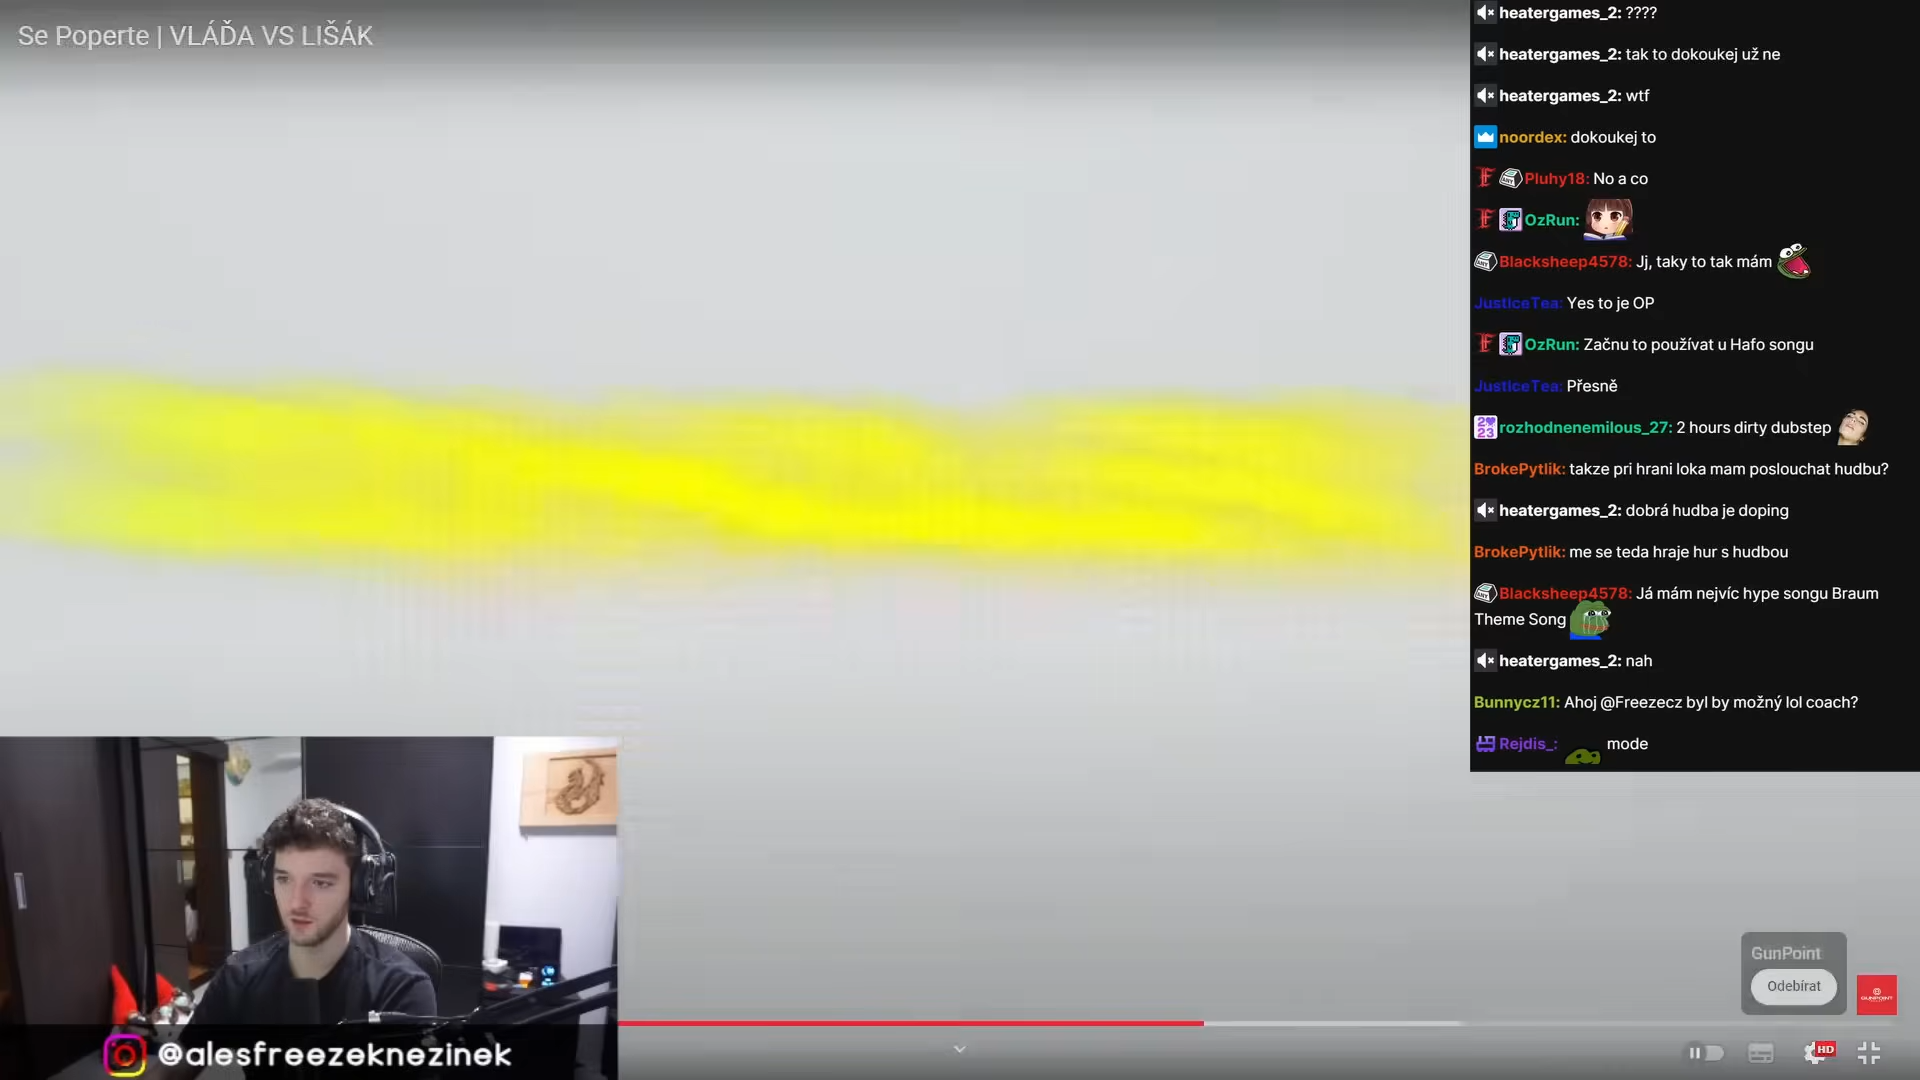 Se Poperte | VLÁĎA VS LIŠÁK
heatergames_2: ????
heatergames_2: tak to dokoukej už ne
heatergames_2: wtf
noordex: dokoukej to
Pluhy18: No a co
OzRun:
Blacksheep4578: Jj, taky to tak mám
JusticeTea: Yes to je OP
OzRun: Začnu to používat u Hafo songu
JusticeTea: Přesně
rozhodnenemilous_27: 2 hours dirty dubstep
BrokePytlik: takze pri hrani loka mam poslouchat hudbu?
heatergames_2: dobrá hudba je doping
BrokePytlik: me se teda hraje hur s hudbou
Blacksheep4578: Já mám nejvíc hype songu Braum
Theme Song
heatergames_2: nah
Bunnycz11: Ahoj @Freezecz byl by možný lol coach?
Rejdis_: mode
GunPoint
Odebírat
GUNPOINT
HD
@alesfreezeknezinek